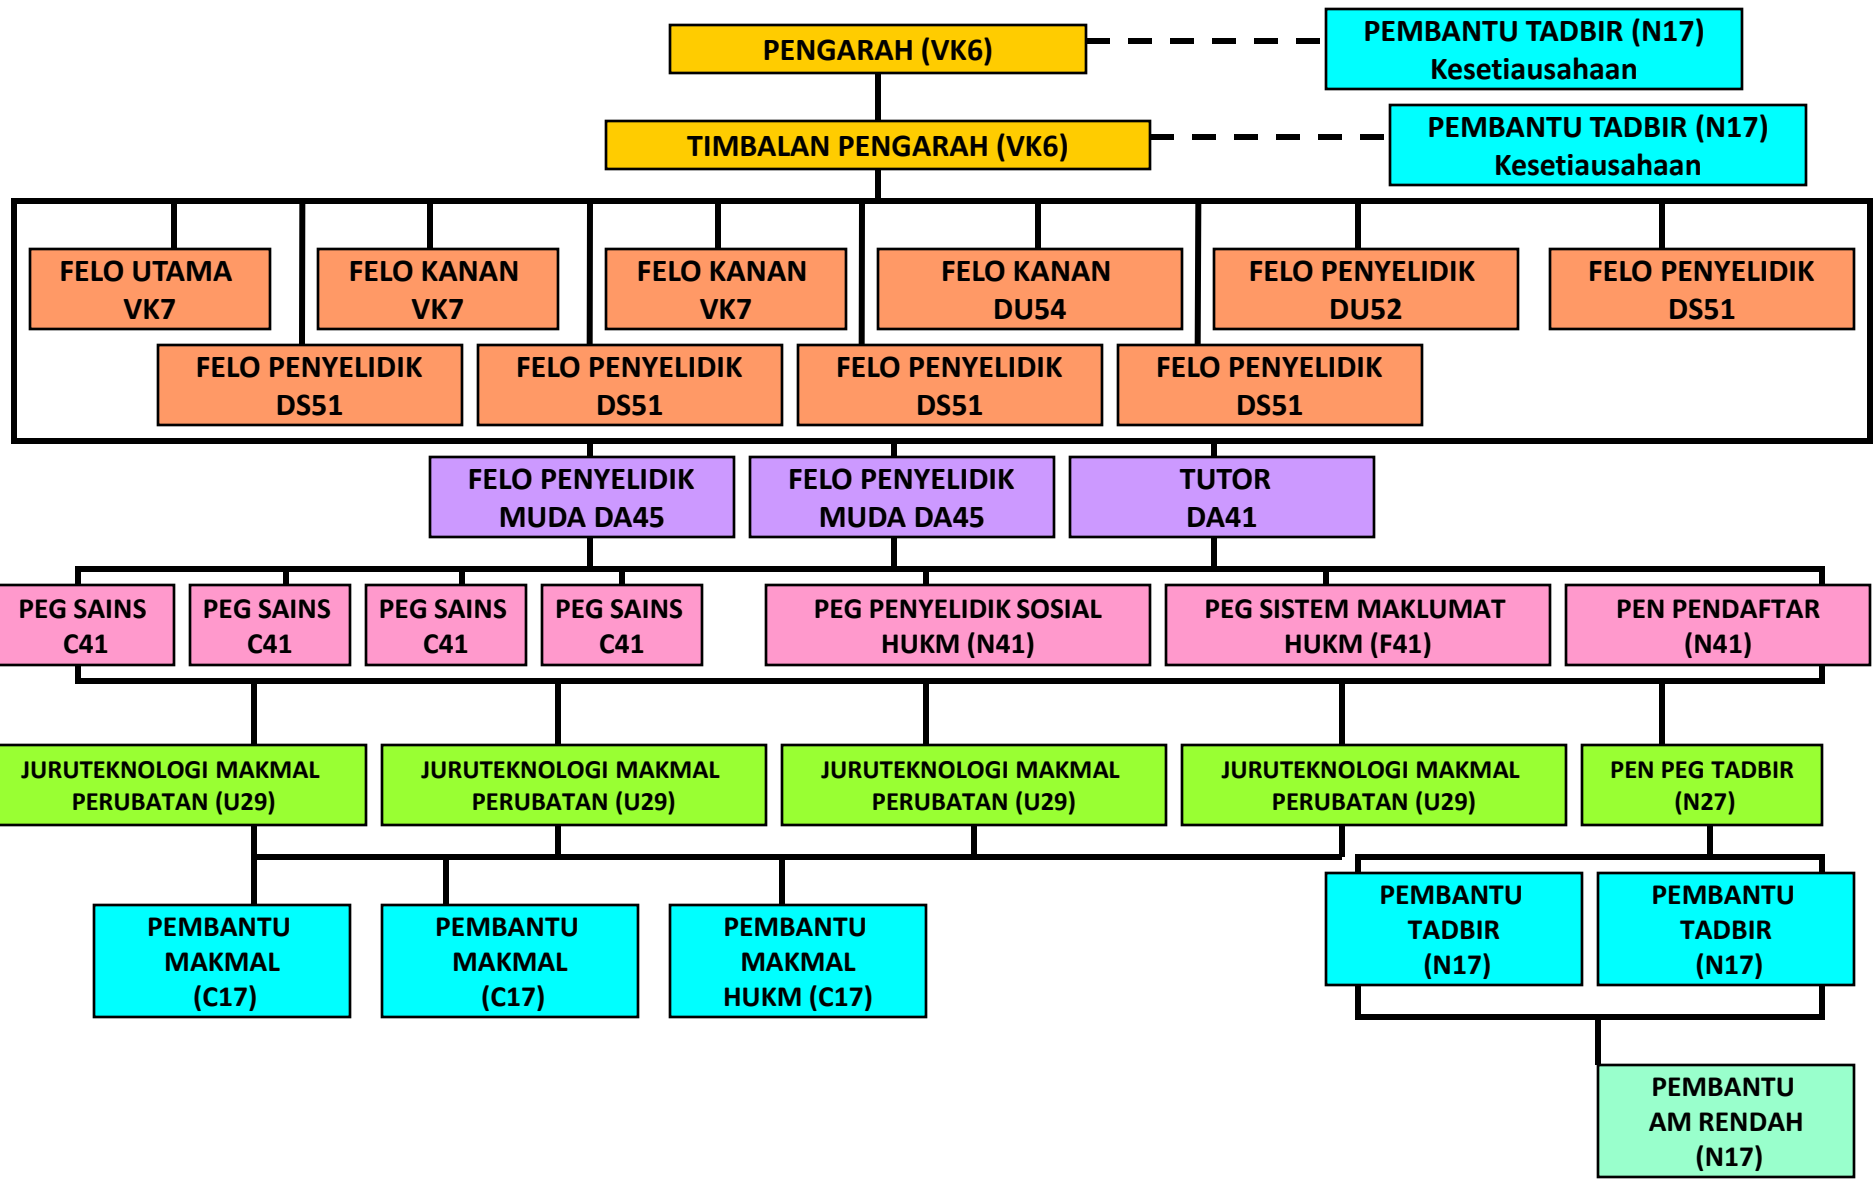 PENGARAH (VK6)
PEMBANTU TADBIR (N17)
Kesetiausahaan
TIMBALAN PENGARAH (VK6)
PEMBANTU TADBIR (N17)
Kesetiausahaan
FELO UTAMA
VK7
FELO KANAN
VK7
FELO KANAN
VK7
FELO KANAN
DU54
FELO PENYELIDIK
DU52
FELO PENYELIDIK
DS51
FELO PENYELIDIK
DS51
FELO PENYELIDIK
DS51
FELO PENYELIDIK
DS51
FELO PENYELIDIK
DS51
FELO PENYELIDIK
MUDA DA45
FELO PENYELIDIK
MUDA DA45
TUTOR
DA41
PEG SAINS
C41
PEG SAINS
C41
PEG SAINS
C41
PEG SAINS
C41
PEG PENYELIDIK SOSIAL
HUKM (N41)
PEG SISTEM MAKLUMAT
HUKM (F41)
PEN PENDAFTAR
(N41)
JURUTEKNOLOGI MAKMAL
PERUBATAN (U29)
JURUTEKNOLOGI MAKMAL
PERUBATAN (U29)
JURUTEKNOLOGI MAKMAL
PERUBATAN (U29)
JURUTEKNOLOGI MAKMAL
PERUBATAN (U29)
PEN PEG TADBIR
(N27)
PEMBANTU
MAKMAL
(C17)
PEMBANTU
MAKMAL
(C17)
PEMBANTU
MAKMAL
HUKM (C17)
PEMBANTU
TADBIR
(N17)
PEMBANTU
TADBIR
(N17)
PEMBANTU
AM RENDAH
(N17)